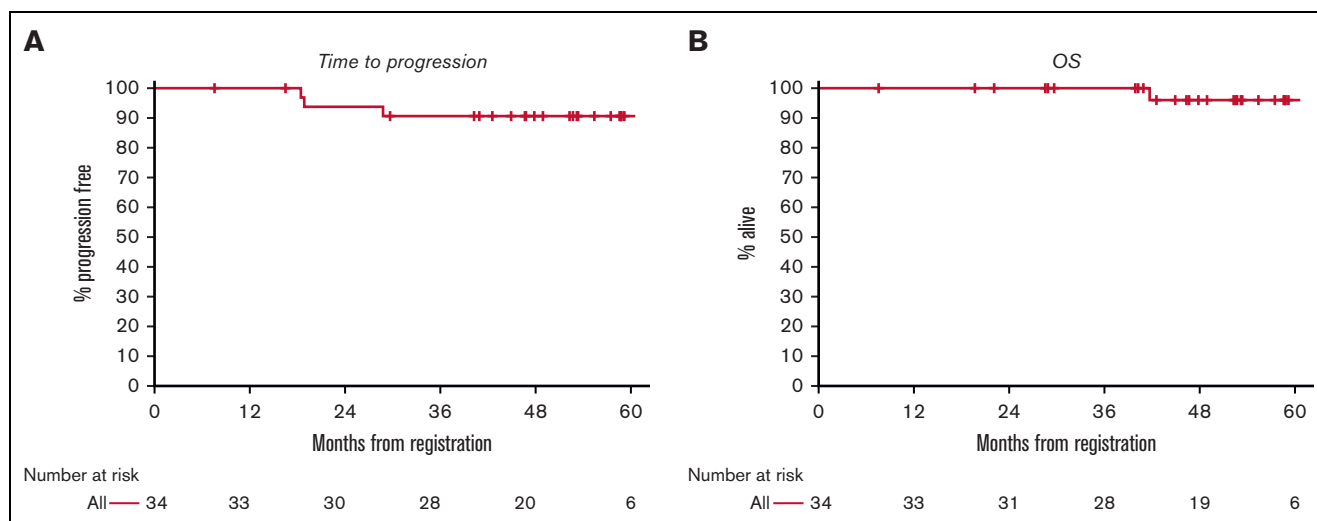 A
Time to progression
% progression free
100
90
80
70
60
50
40
30
20
10
0
0 12 24 36 48 60
Months from registration
Number at risk
All 34 33 30 28 20 6
B
OS
% alive
100
90
80
70
60
50
40
30
20
10
0
0 12 24 36 48 60
Months from registration
Number at risk
All 34 33 31 28 19 6